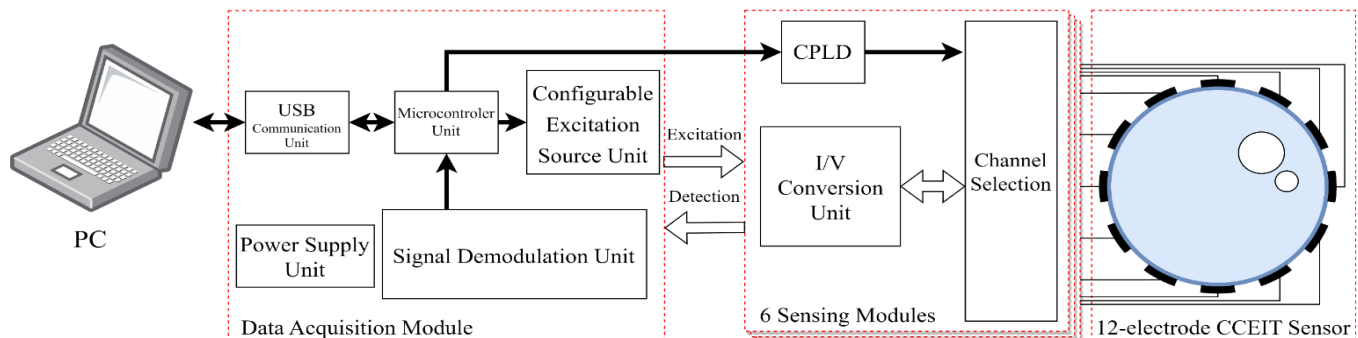 PC
USB
Communication
Unit
Microcontroler
Unit
Configurable
Excitation
Source Unit
Power Supply
Unit
Signal Demodulation Unit
Data Acquisition Module
Excitation
Detection
CPLD
I/V
Conversion
Unit
Channel
Selection
6 Sensing Modules
12-electrode CCEIT Sensor